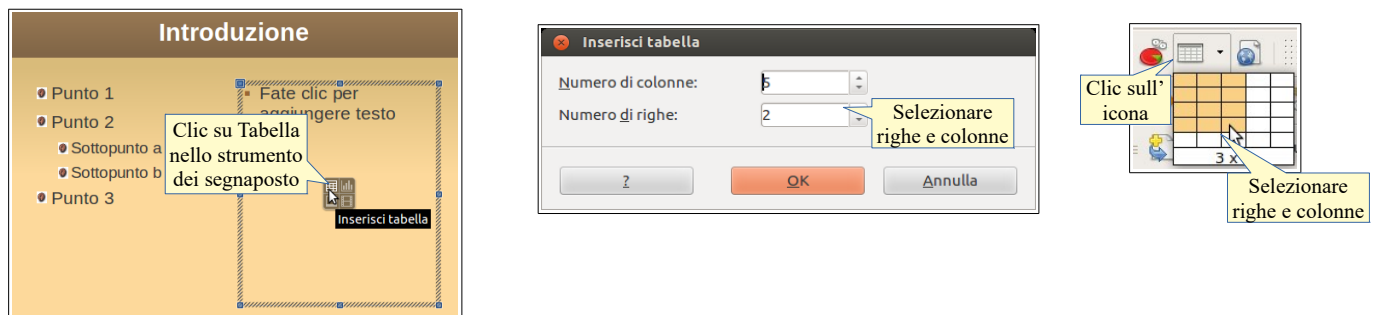 Introduzione
Punto 1
Punto 2
Sottopunto a
Sottopunto b
Punto 3
Fate clic per
aggiungere testo
Clic su Tabella
nello strumento
dei segnaposto
Inserisci tabella
Inserisci tabella
Numero di colonne:
5
Numero di righe:
2
Selezionare
righe e colonne
?
OK
Annulla
Clic sull'
icona
3 x
Selezionare
righe e colonne